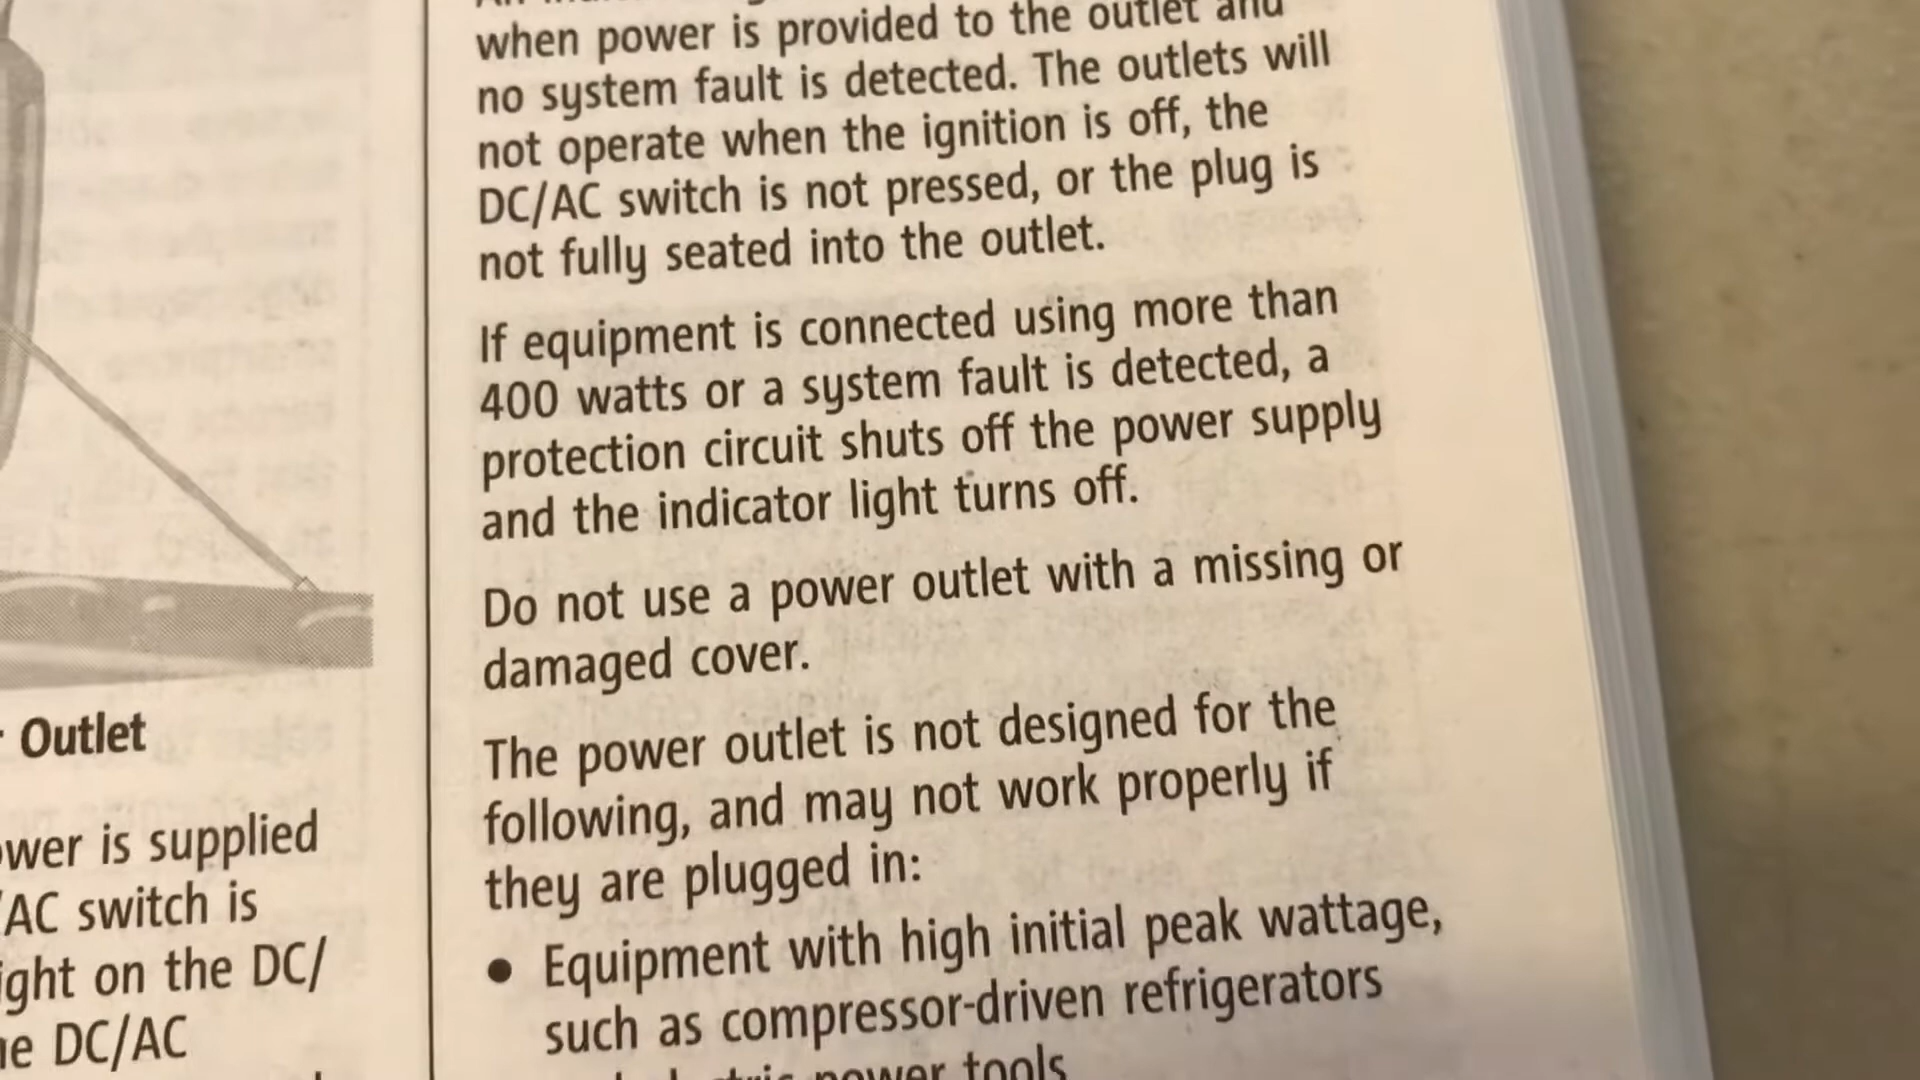 Outlet
wer is supplied
AC switch is
ght on the DC/
DC/AC
when power is provided to the outlet and
no system fault is detected. The outlets will
not operate when the ignition is off, the
DC/AC switch is not pressed, or the plug is
not fully seated into the outlet.
If equipment is connected using more than
400 watts or a system fault is detected, a
protection circuit shuts off the power supply
and the indicator light turns off.
Do not use a power outlet with a missing or
damaged cover.
The power outlet is not designed for the
following, and may not work properly if
they are plugged in:
● Equipment with high initial peak wattage,
such as compressor-driven refrigerators
power tools